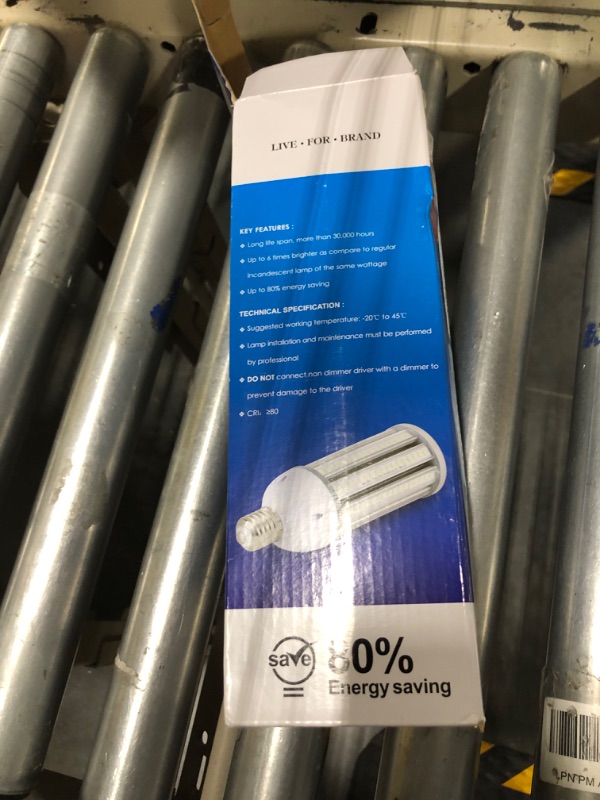 LIVE • FOR • BRAND
KEY FEATURES :
❖ Long life span, more than 30.000 hours
❖ Up to 6 times brighter as compare to regular
incandescent lamp of the same wattage
❖ Up to 80% energy saving
TECHNICAL SPECIFICATION :
❖ Suggested working temperature: -20℃ to 45℃
❖ Lamp installation and maintenance must be performed
by professional
❖ DO NOT connect nan dimmer driver with a dimmer to
prevent damage to the driver
❖ CRI: ≥80
save
80%
Energy saving
LPN PM